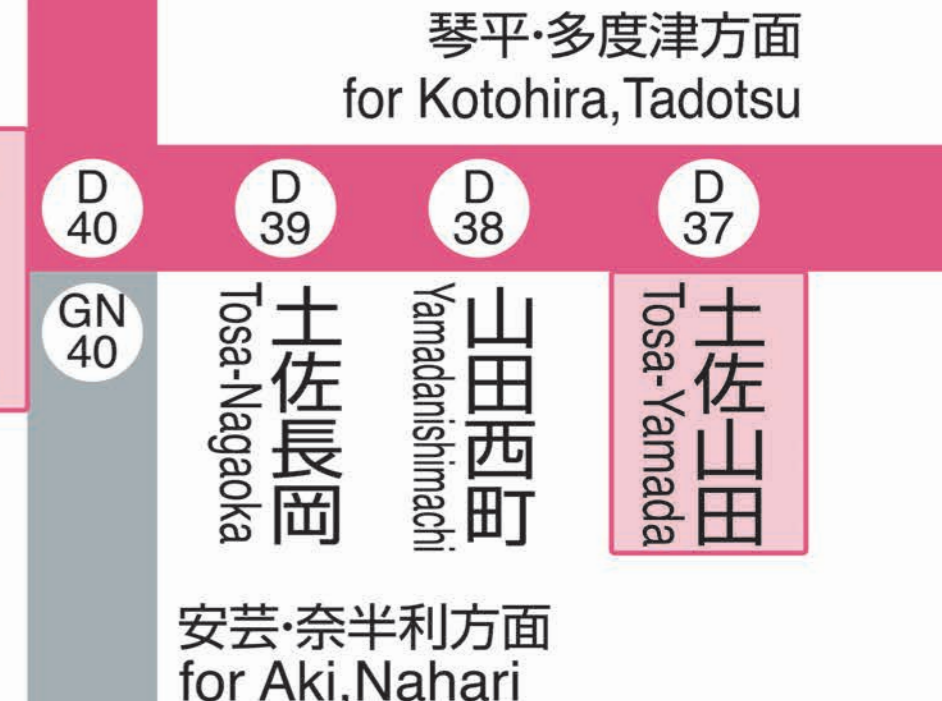 琴平･多度津方面
for Kotohira,Tadotsu
D
40
D
39
D
38
D
37
GN
40
土佐長岡
Tosa-Nagaoka
山田西町
Yamadanishimachi
土佐山田
Tosa-Yamada
安芸･奈半利方面
for Aki,Nahari